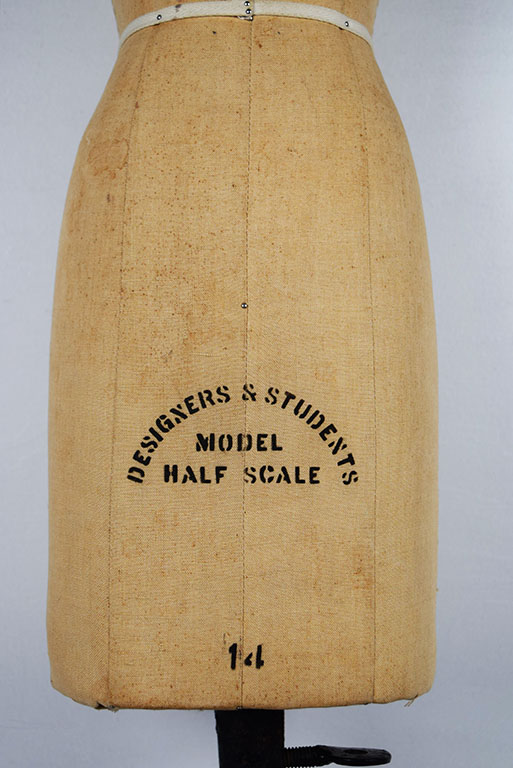 DESIGNERS & STUDENTS
MODEL
HALF SCALE
14